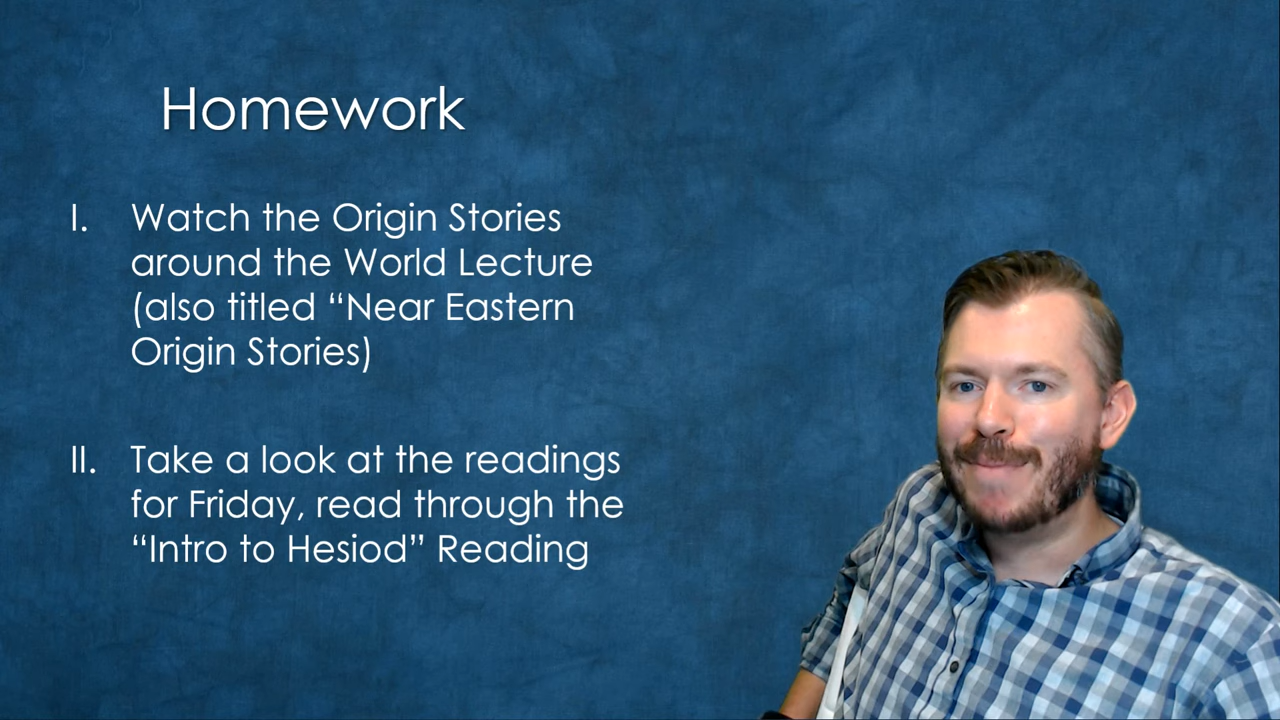 Homework
I. Watch the Origin Stories
around the World Lecture
(also titled “Near Eastern
Origin Stories)
II. Take a look at the readings
for Friday, read through the
“Intro to Hesiod” Reading